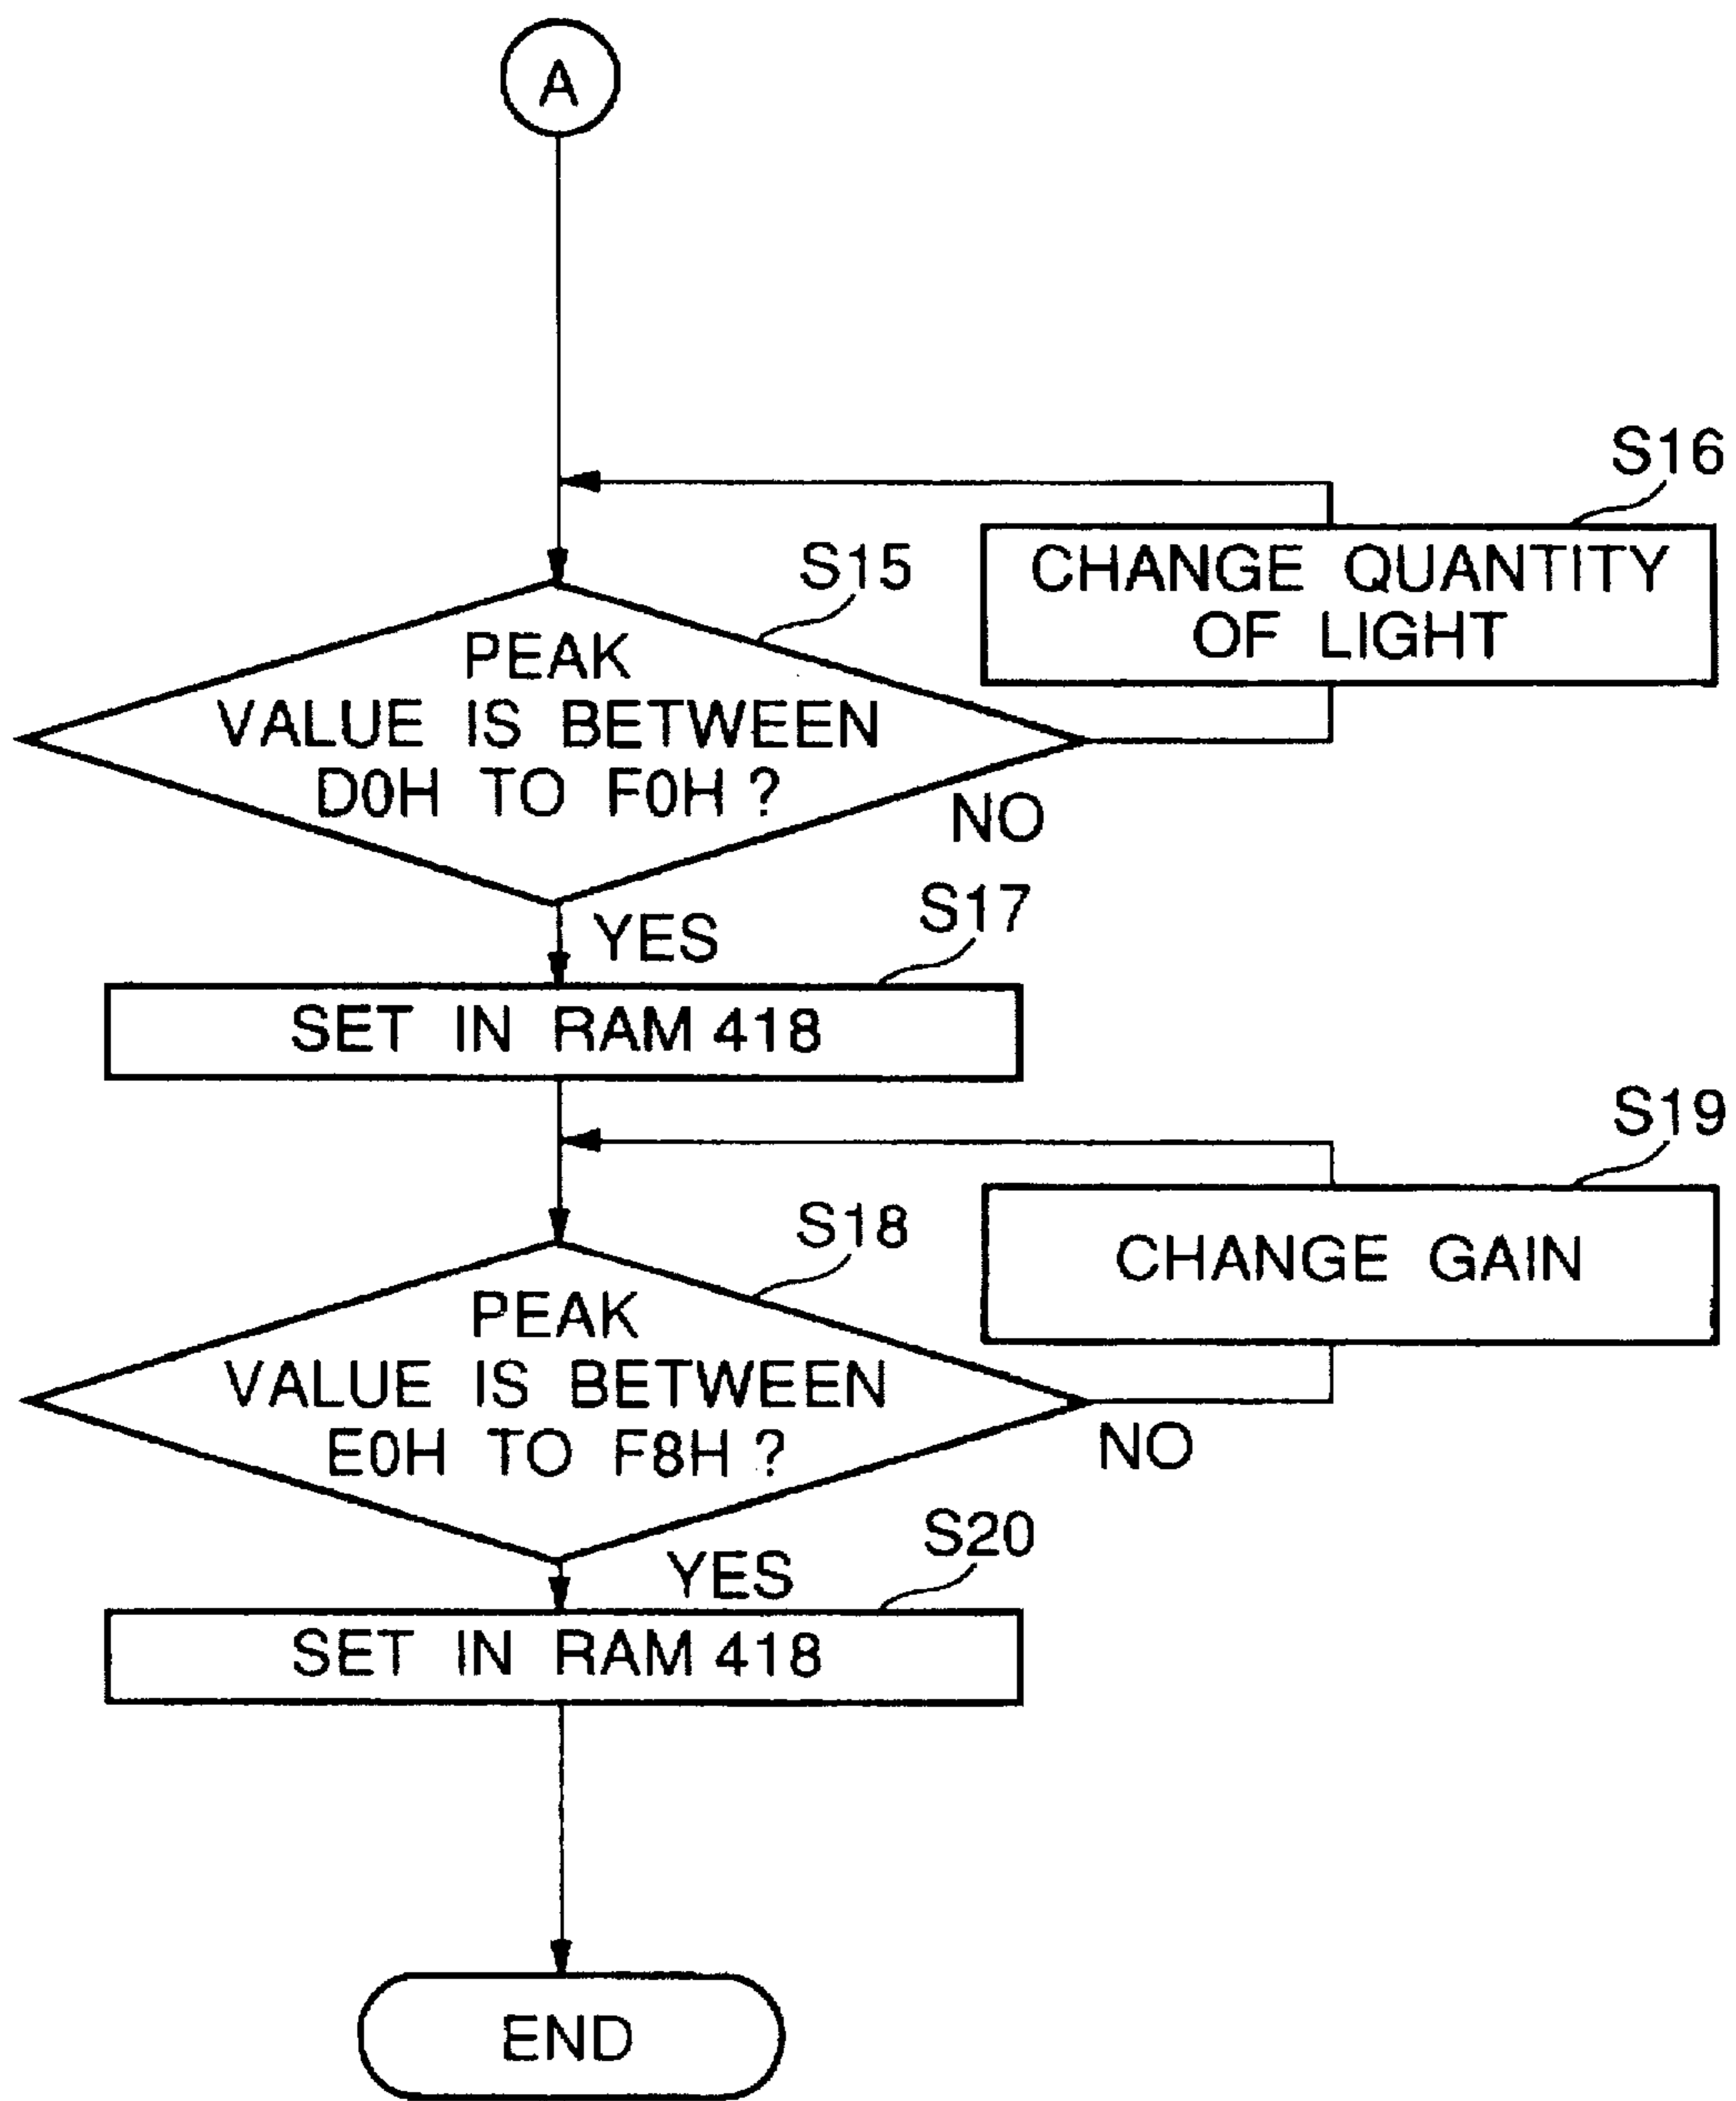 A
S16
CHANGE QUANTITY
OF LIGHT
S15
PEAK
VALUE IS BETWEEN
D0H TO F0H ?
NO
YES
S17
SET IN RAM 418
S19
CHANGE GAIN
S18
PEAK
VALUE IS BETWEEN
E0H TO F8H ?
NO
YES
S20
SET IN RAM 418
END